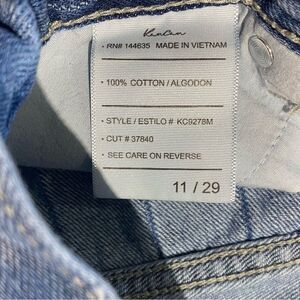 KanCan
• RN# 144635 MADE IN VIETNAM
• 100% COTTON / ALGODON
• STYLE / ESTILO # KC9278M
• CUT # 37840
• SEE CARE ON REVERSE
11 / 29